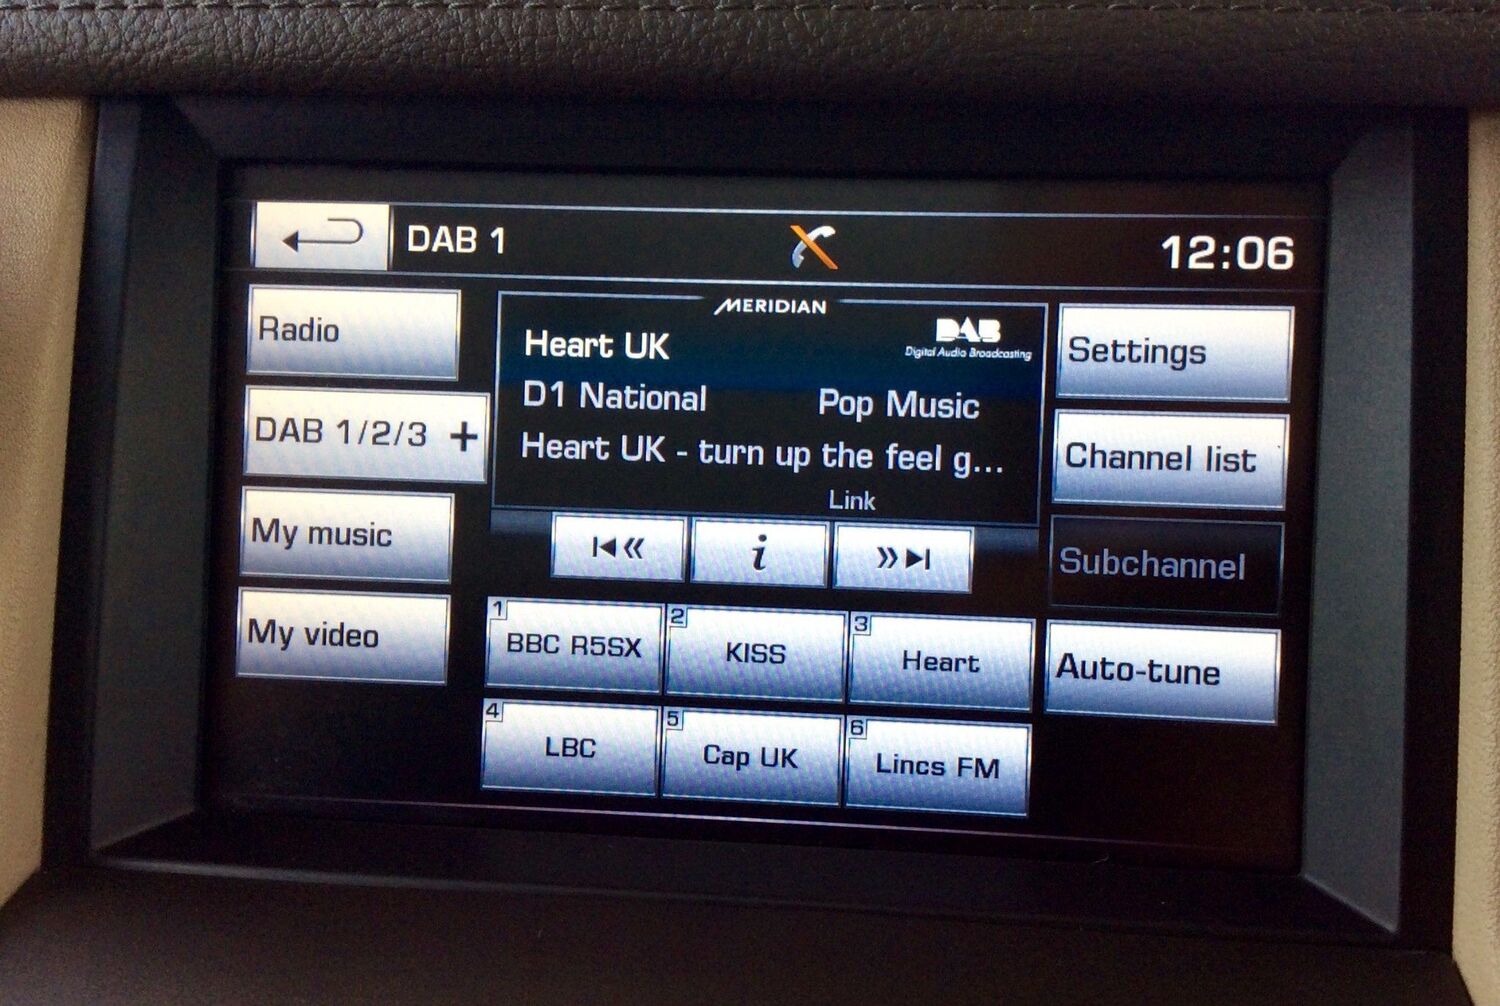 DAB 1
12:06
Radio
DAB 1/2/3 +
My music
My video
MERIDIAN
Heart UK
DAB
Digital Audio Broadcasting
D1 National
Pop Music
Heart UK - turn up the feel g...
Link
i
1
BBC R5SX
2
KISS
3
Heart
4
LBC
5
Cap UK
6
Lincs FM
Settings
Channel list
Subchannel
Auto-tune